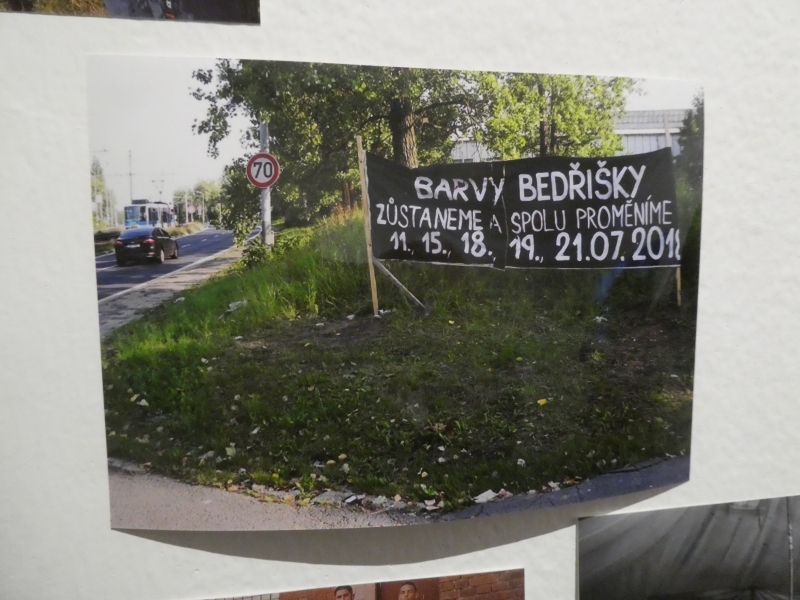 70
BARVY BEDŘIŠKY
ZŮSTANEME A SPOLU PROMĚNÍME
11., 15., 18., 19., 21.07.2018